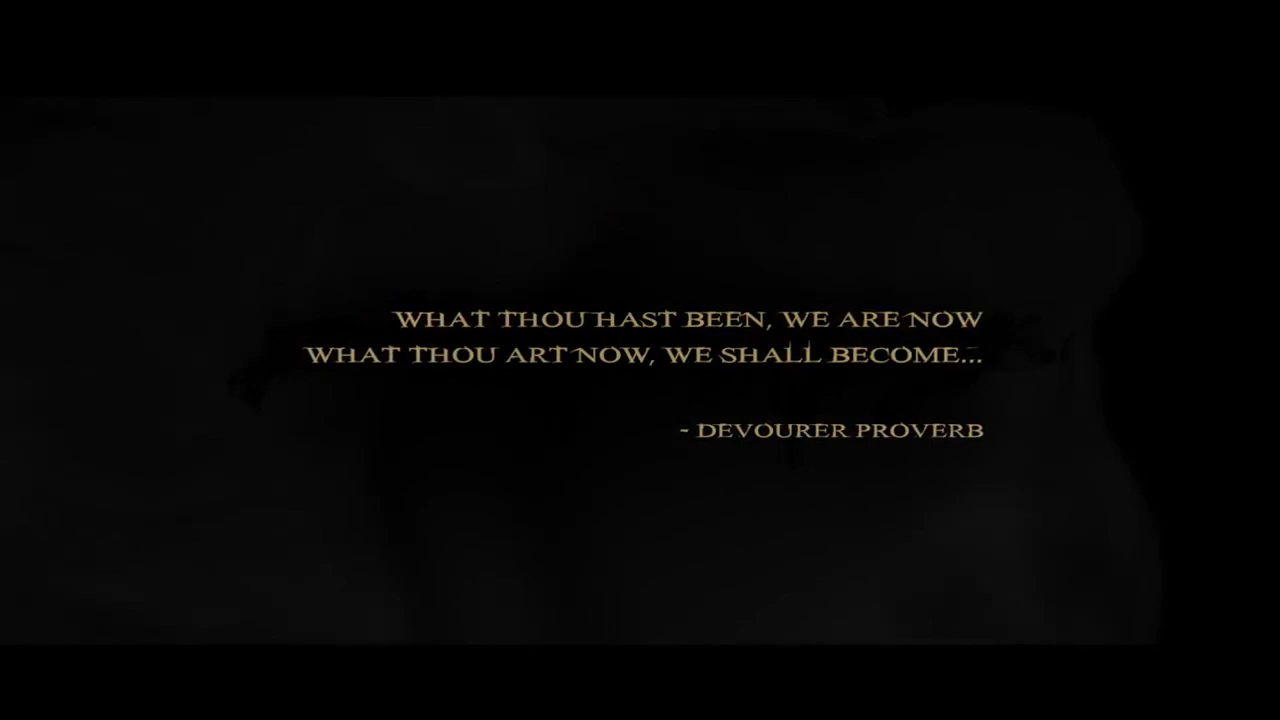 WHAT THOU HAST BEEN, WE ARE NOW
WHAT THOU ART NOW, WE SHALL BECOME...
- DEVOURER PROVERB